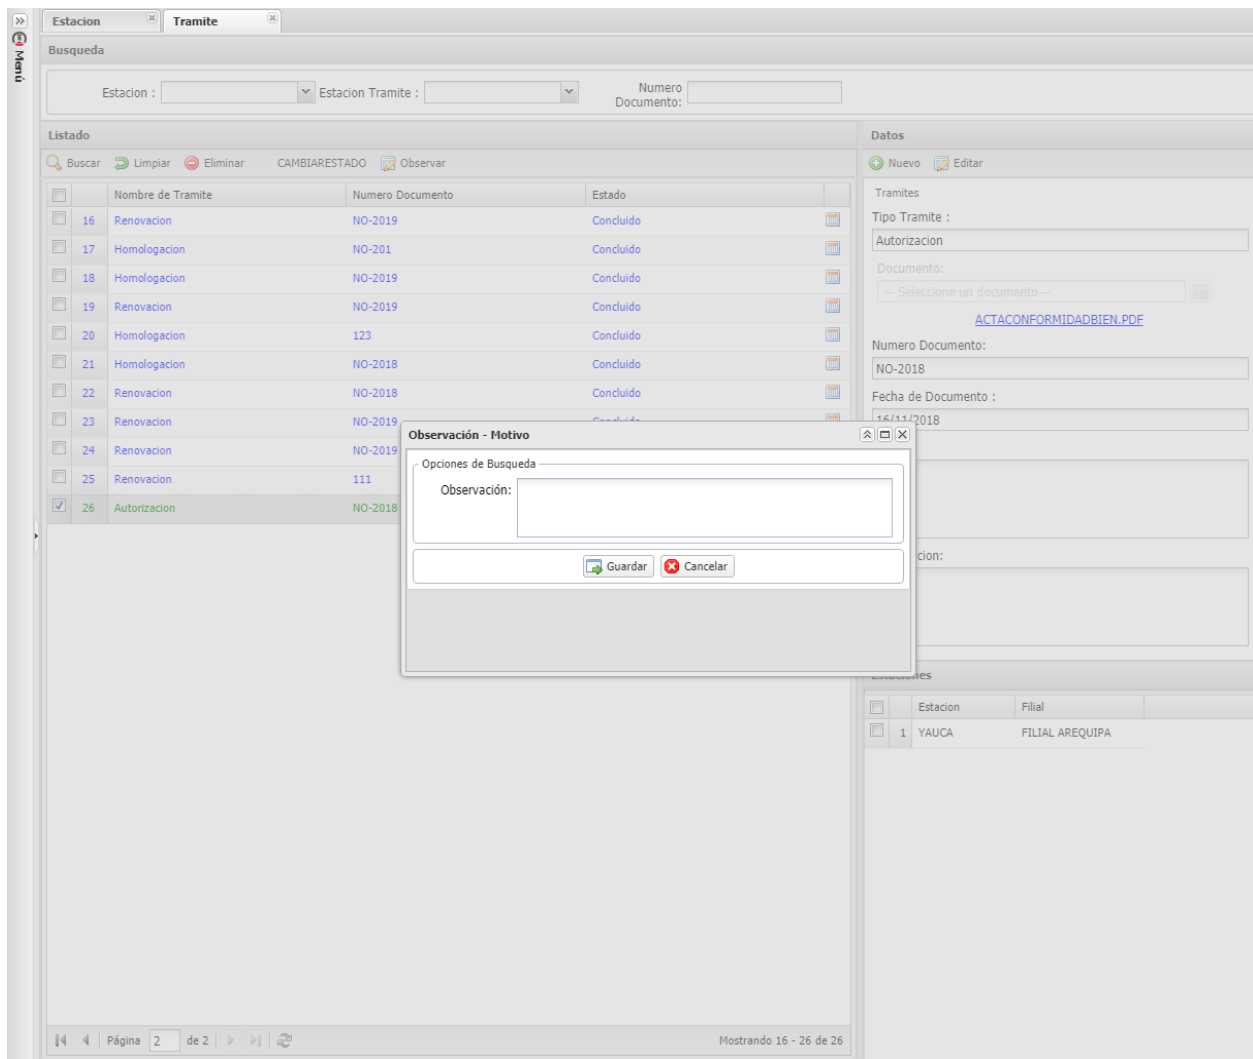 Estacion
Tramite
Menú
Busqueda
Estacion :
Estacion Tramite :
Numero
Documento:
Listado
Buscar Limpiar Eliminar CAMBIARESTADO Observar
Nombre de Tramite Numero Documento Estado
16 Renovacion NO-2019 Concluido
17 Homologacion NO-201 Concluido
18 Homologacion NO-2019 Concluido
19 Renovacion NO-2019 Concluido
20 Homologacion 123 Concluido
21 Homologacion NO-2018 Concluido
22 Renovacion NO-2018 Concluido
23 Renovacion NO-2019
24 Renovacion NO-2019
25 Renovacion 111
26 Autorizacion NO-2018
Página 2 de 2
Mostrando 16 - 26 de 26
Observación - Motivo
Opciones de Busqueda
Observación:
Guardar Cancelar
Datos
Nuevo Editar
Tramites
Tipo Tramite :
Autorizacion
Documento:
-- Seleccione un documento --
ACTACONFORMIDADBIEN.PDF
Numero Documento:
NO-2018
Fecha de Documento :
16/11/2018
cion:
Estaciones
Estacion Filial
1 YAUCA FILIAL AREQUIPA